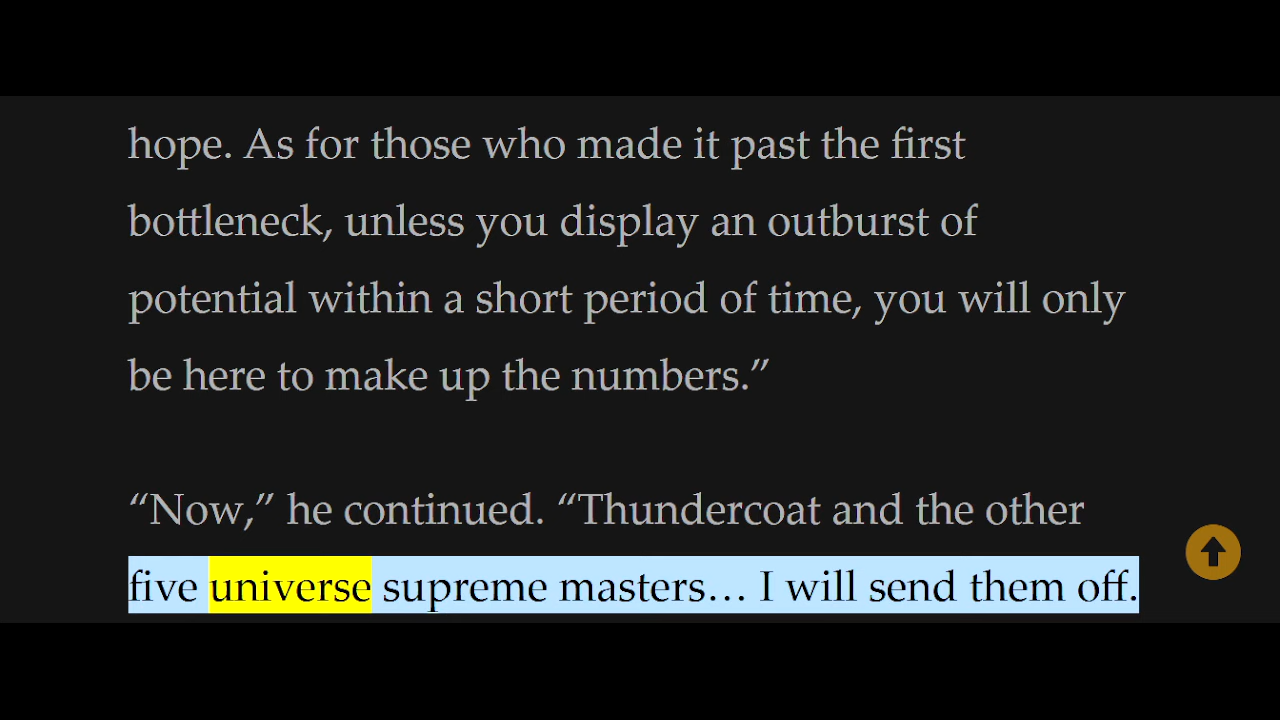 hope. As for those who made it past the first
bottleneck, unless you display an outburst of
potential within a short period of time, you will only
be here to make up the numbers.”
“Now,” he continued. “Thundercoat and the other
five universe supreme masters… I will send them off.